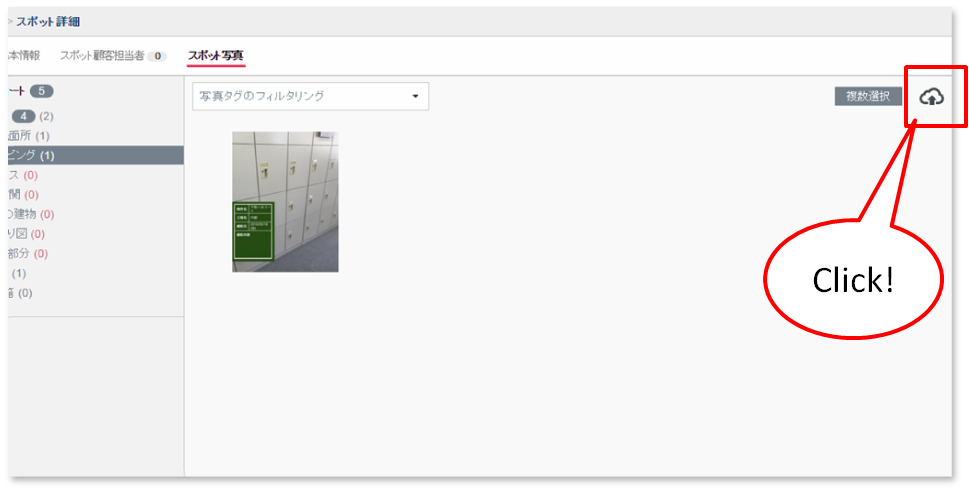 > スポット詳細
本情報 スポット顧客担当者 0 スポット写真
ート 5
4 (2)
面所 (1)
ビング (1)
ス (0)
関 (0)
の建物 (0)
り図 (0)
部分 (0)
(1)
(0)
写真タグのフィルタリング
複数選択
Click!